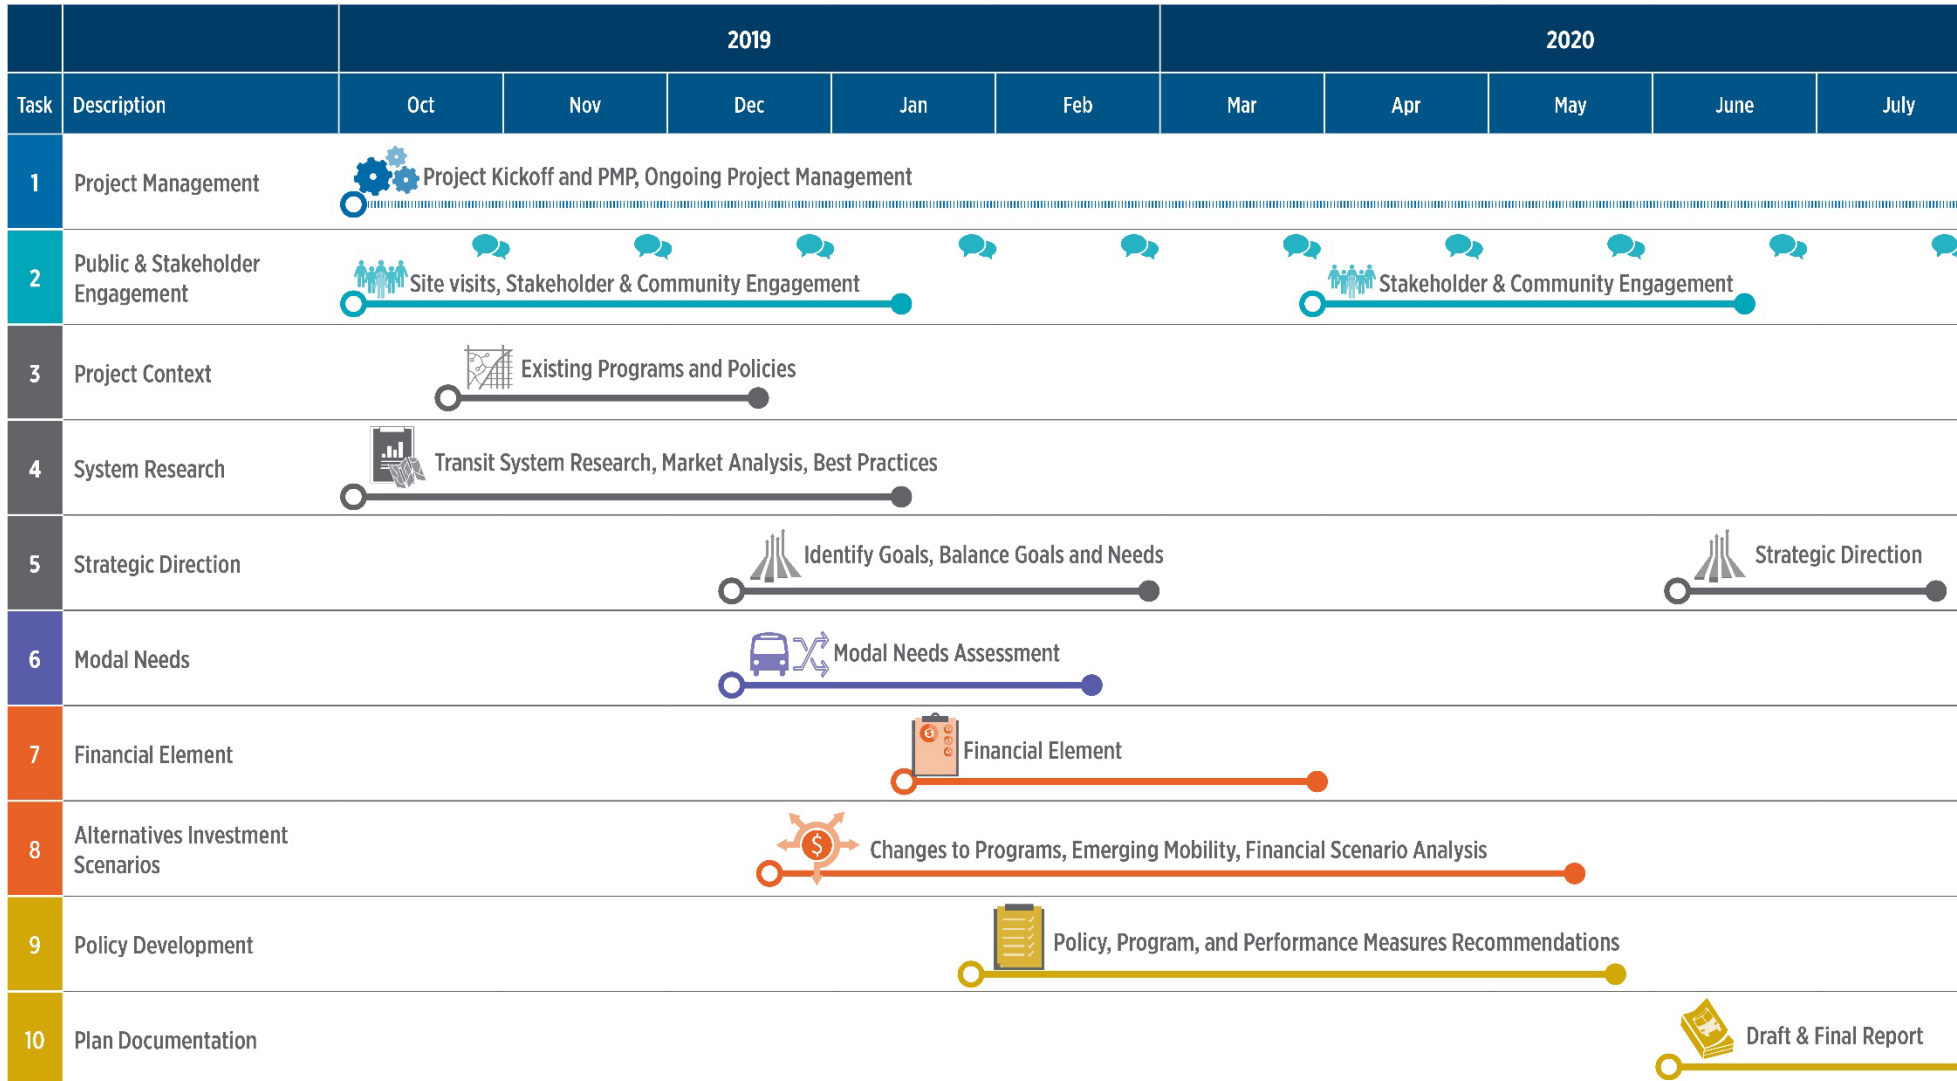 2019
2020
Task
Description
Oct
Nov
Dec
Jan
Feb
Mar
Apr
May
June
July
1
Project Management
Project Kickoff and PMP, Ongoing Project Management
2
Public & Stakeholder
Engagement
Site visits, Stakeholder & Community Engagement
Stakeholder & Community Engagement
3
Project Context
Existing Programs and Policies
4
System Research
Transit System Research, Market Analysis, Best Practices
5
Strategic Direction
Identify Goals, Balance Goals and Needs
Strategic Direction
6
Modal Needs
Modal Needs Assessment
7
Financial Element
$
Financial Element
8
Alternatives Investment
Scenarios
$
Changes to Programs, Emerging Mobility, Financial Scenario Analysis
9
Policy Development
Policy, Program, and Performance Measures Recommendations
10
Plan Documentation
Draft & Final Report